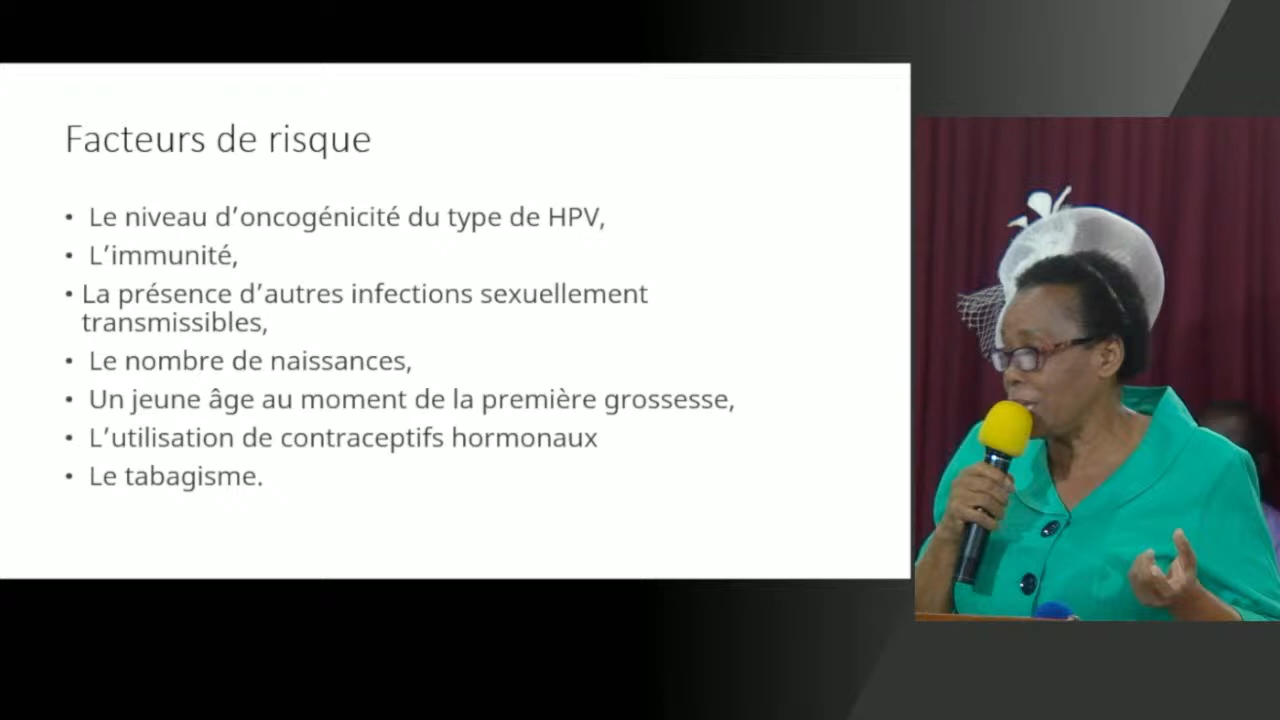 Facteurs de risque
• Le niveau d’oncogénicité du type de HPV,
• L’immunité,
• La présence d’autres infections sexuellement
transmissibles,
• Le nombre de naissances,
• Un jeune âge au moment de la première grossesse,
• L’utilisation de contraceptifs hormonaux
• Le tabagisme.